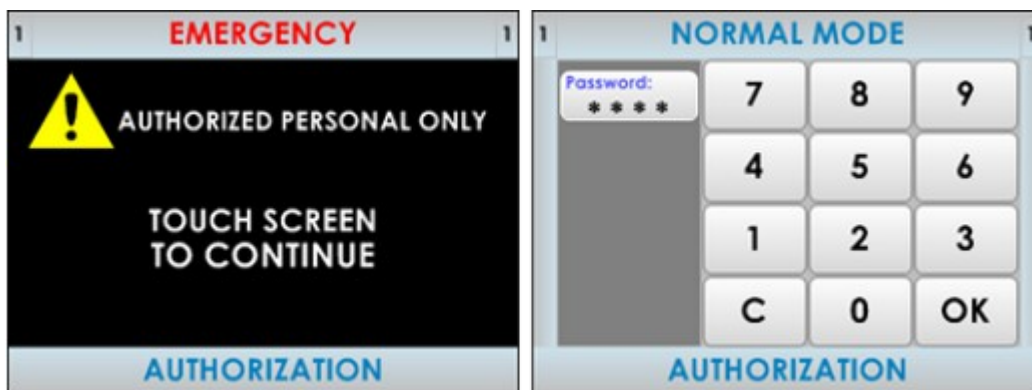 1 EMERGENCY 1
! AUTHORIZED PERSONAL ONLY
TOUCH SCREEN
TO CONTINUE
AUTHORIZATION
1 NORMAL MODE 1
Password:
* * * *
7 8 9
4 5 6
1 2 3
C 0 OK
AUTHORIZATION